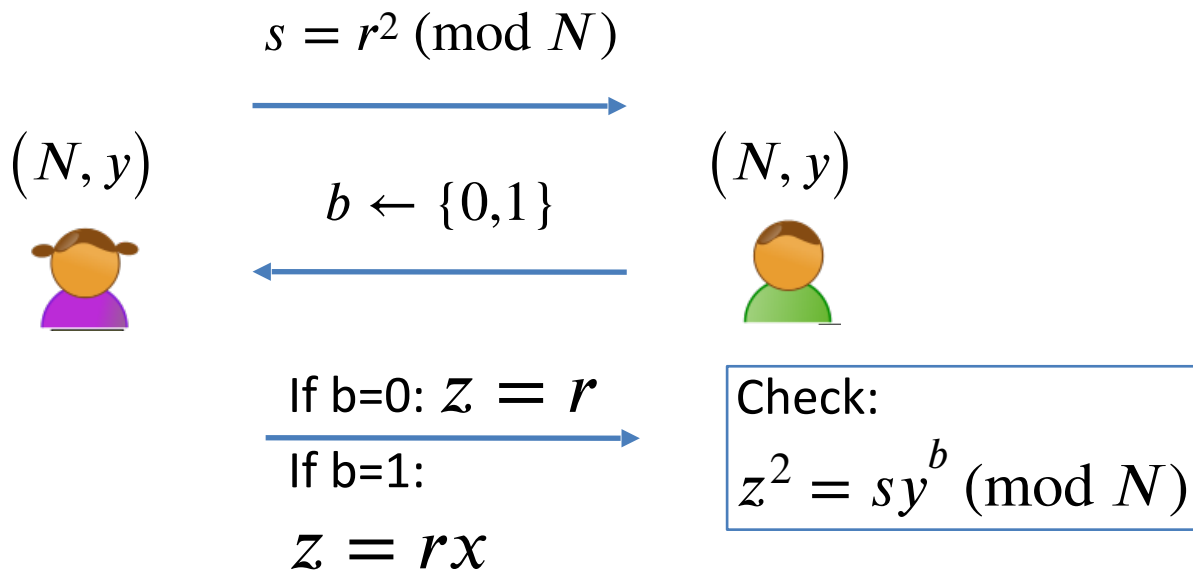 s = r² (mod N)
(N, y)
(N, y)
b ← {0,1}
If b=0: z = r
If b=1:
z = rx
Check:
z² = sy^b (mod N)